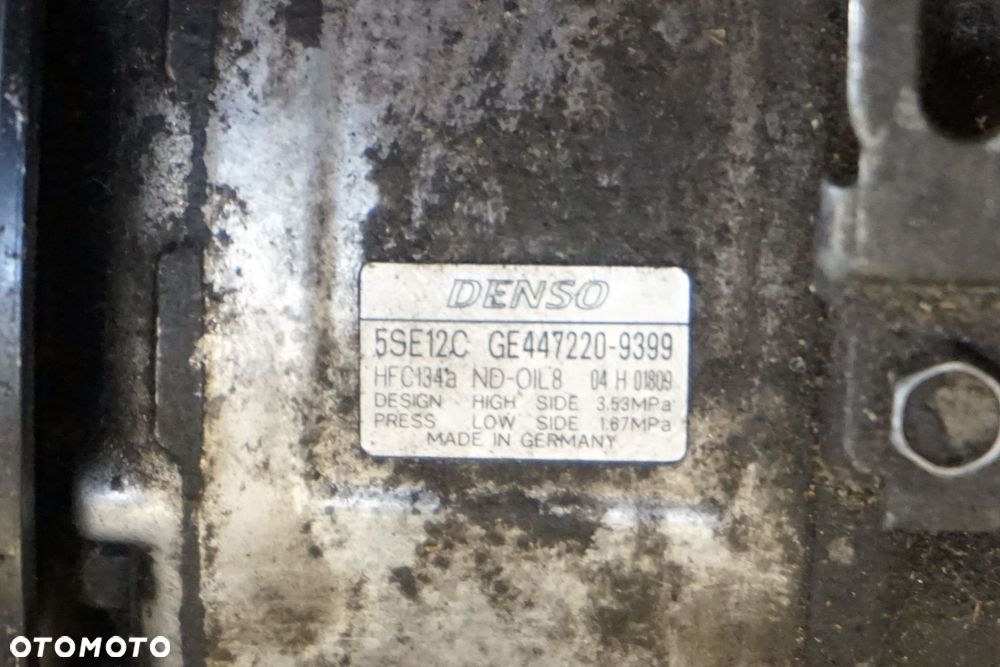 DENSO
5SE12C GE447220-9399
HFC134a ND-OIL8 04 H 01809
DESIGN HIGH SIDE 3.53MPa
PRESS LOW SIDE 1.67MPa
MADE IN GERMANY
OTOMOTO